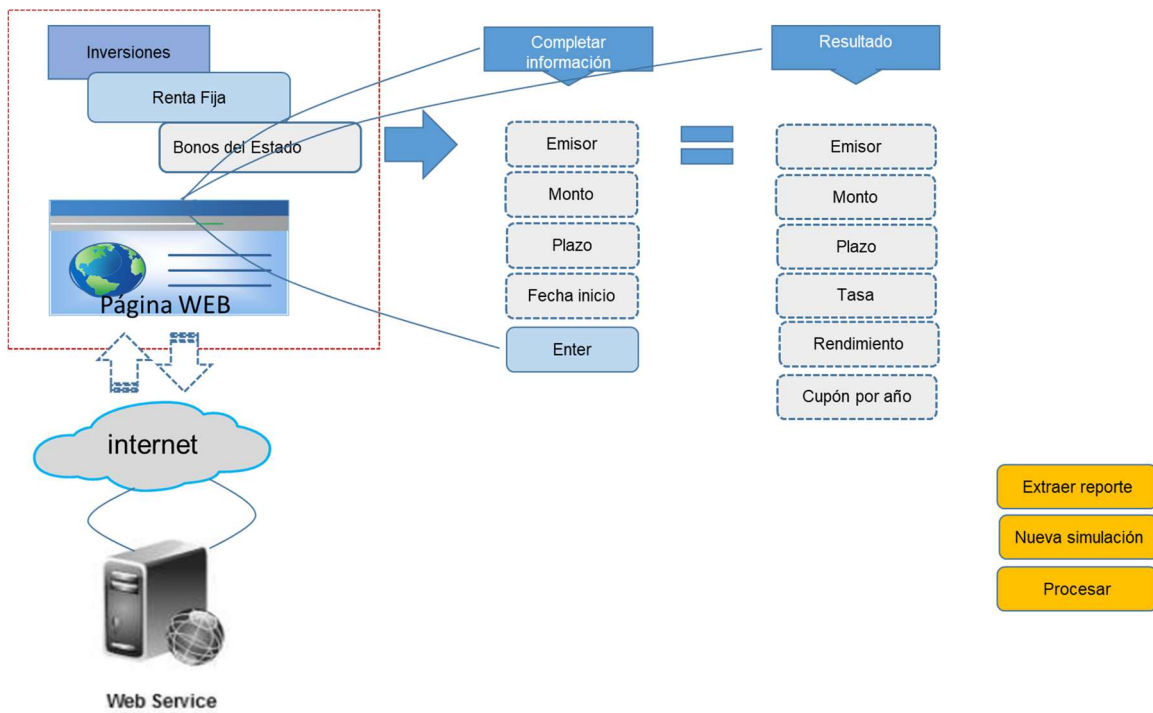 Inversiones
Renta Fija
Bonos del Estado
Página WEB
internet
Web Service
Completar
información
Emisor
Monto
Plazo
Fecha inicio
Enter
Resultado
Emisor
Monto
Plazo
Tasa
Rendimiento
Cupón por año
Extraer reporte
Nueva simulación
Procesar